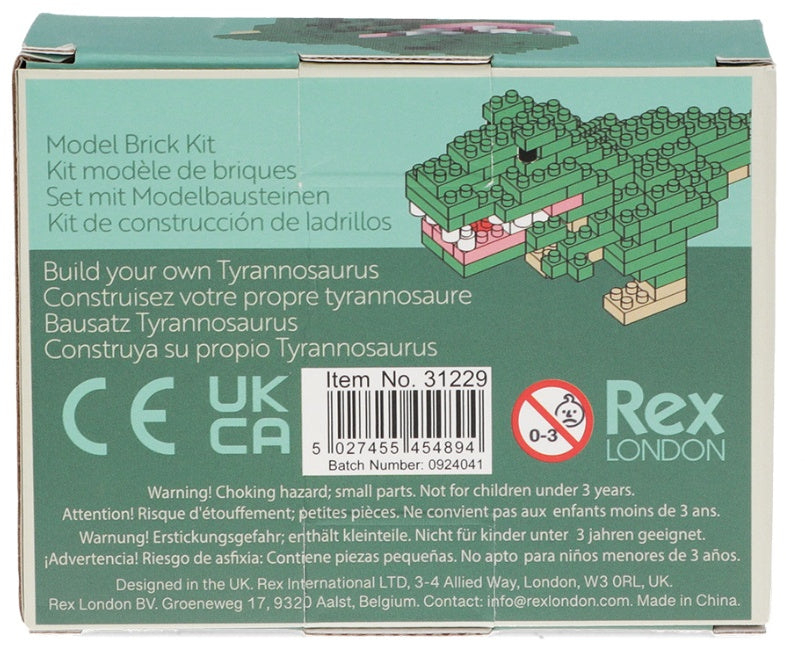 Model Brick Kit
Kit modèle de briques
Set mit Modelbausteinen
Kit de construcción de ladrillos
Build your own Tyrannosaurus
Construisez votre propre tyrannosaure
Bausatz Tyrannosaurus
Construya su propio Tyrannosaurus
CE
UK
CA
Item No. 31229
5 027455 454894
Batch Number: 0924041
0-3
Rex
LONDON
Warning! Choking hazard; small parts. Not for children under 3 years.
Attention! Risque d'étouffement; petites pièces. Ne convient pas aux enfants moins de 3 ans.
Warnung! Erstickungsgefahr; enthält kleinteile. Nicht für kinder unter 3 jahren geeignet.
¡Advertencia! Riesgo de asfixia: Contiene piezas pequeñas. No apto para niños menores de 3 años.
Designed in the UK. Rex International LTD, 3-4 Allied Way, London, W3 0RL, UK.
Rex London BV. Groeneweg 17, 9320 Aalst, Belgium. Contact: info@rexlondon.com. Made in China.